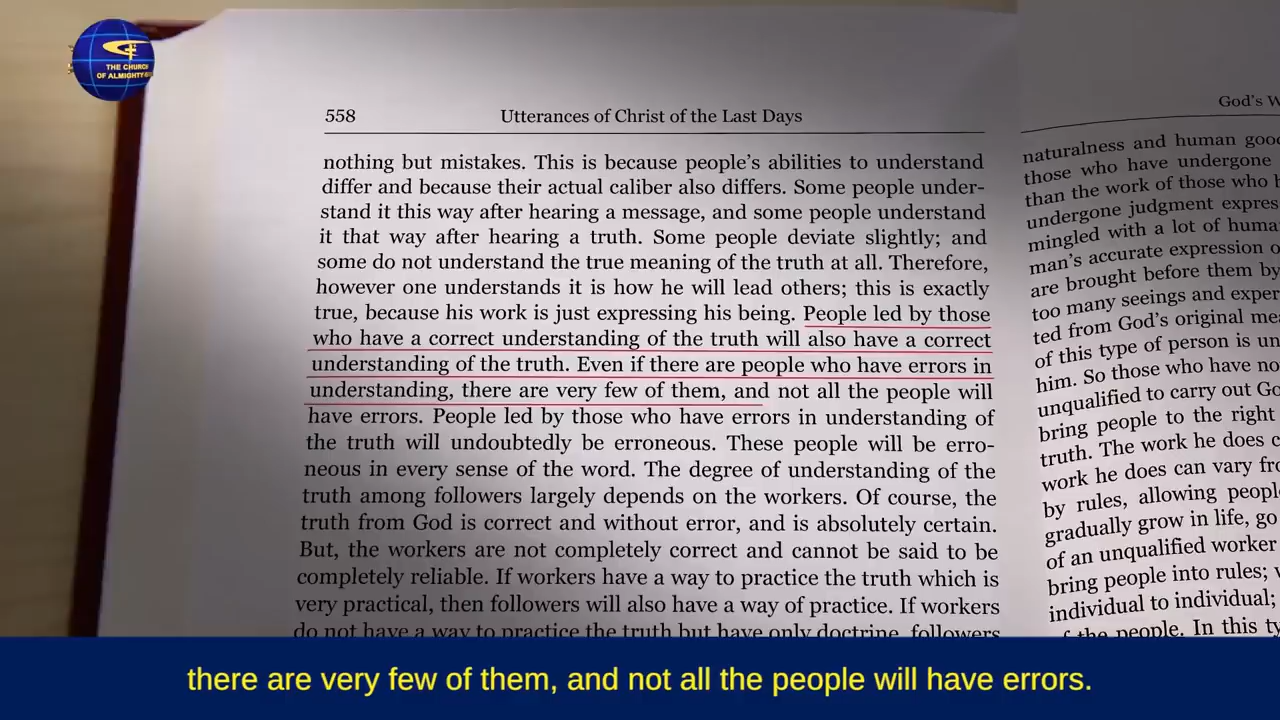 THE CHURCH
558 Utterances of Christ of the Last Days
nothing but mistakes. This is because people's abilities to understand
differ and because their actual caliber also differs. Some people under-
stand it this way after hearing a message, and some people understand
it that way after hearing a truth. Some people deviate slightly; and
some do not understand the true meaning of the truth at all. Therefore,
however one understands it is how he will lead others; this is exactly
true, because his work is just expressing his being. People led by those
who have a correct understanding of the truth will also have a correct
understanding of the truth. Even if there are people who have errors in
understanding, there are very few of them, and not all the people will
have errors. People led by those who have errors in understanding of
the truth will undoubtedly be erroneous. These people will be erro-
neous in every sense of the word. The degree of understanding of the
truth among followers largely depends on the workers. Of course, the
truth from God is correct and without error, and is absolutely certain.
But, the workers are not completely correct and cannot be said to be
completely reliable. If workers have a way to practice the truth which is
very practical, then followers will also have a way of practice. If workers
do not have a way to practice the truth but have only doctrine, followers
God's
naturalness and human
those who have undergone
than the work of those who
undergone judgment
mingled with a lot of
man's accurate expression
are brought before them by
too many seeings and
ted from God's original
of this type of person is
him. So those who have
unqualified to carry out
bring people to the right
truth. The work he does
work he does can vary
by rules, allowing
gradually grow in life, go
of an unqualified worker
bring people into rules;
individual to individual;
of the people. In this
there are very few of them, and not all the people will have errors.